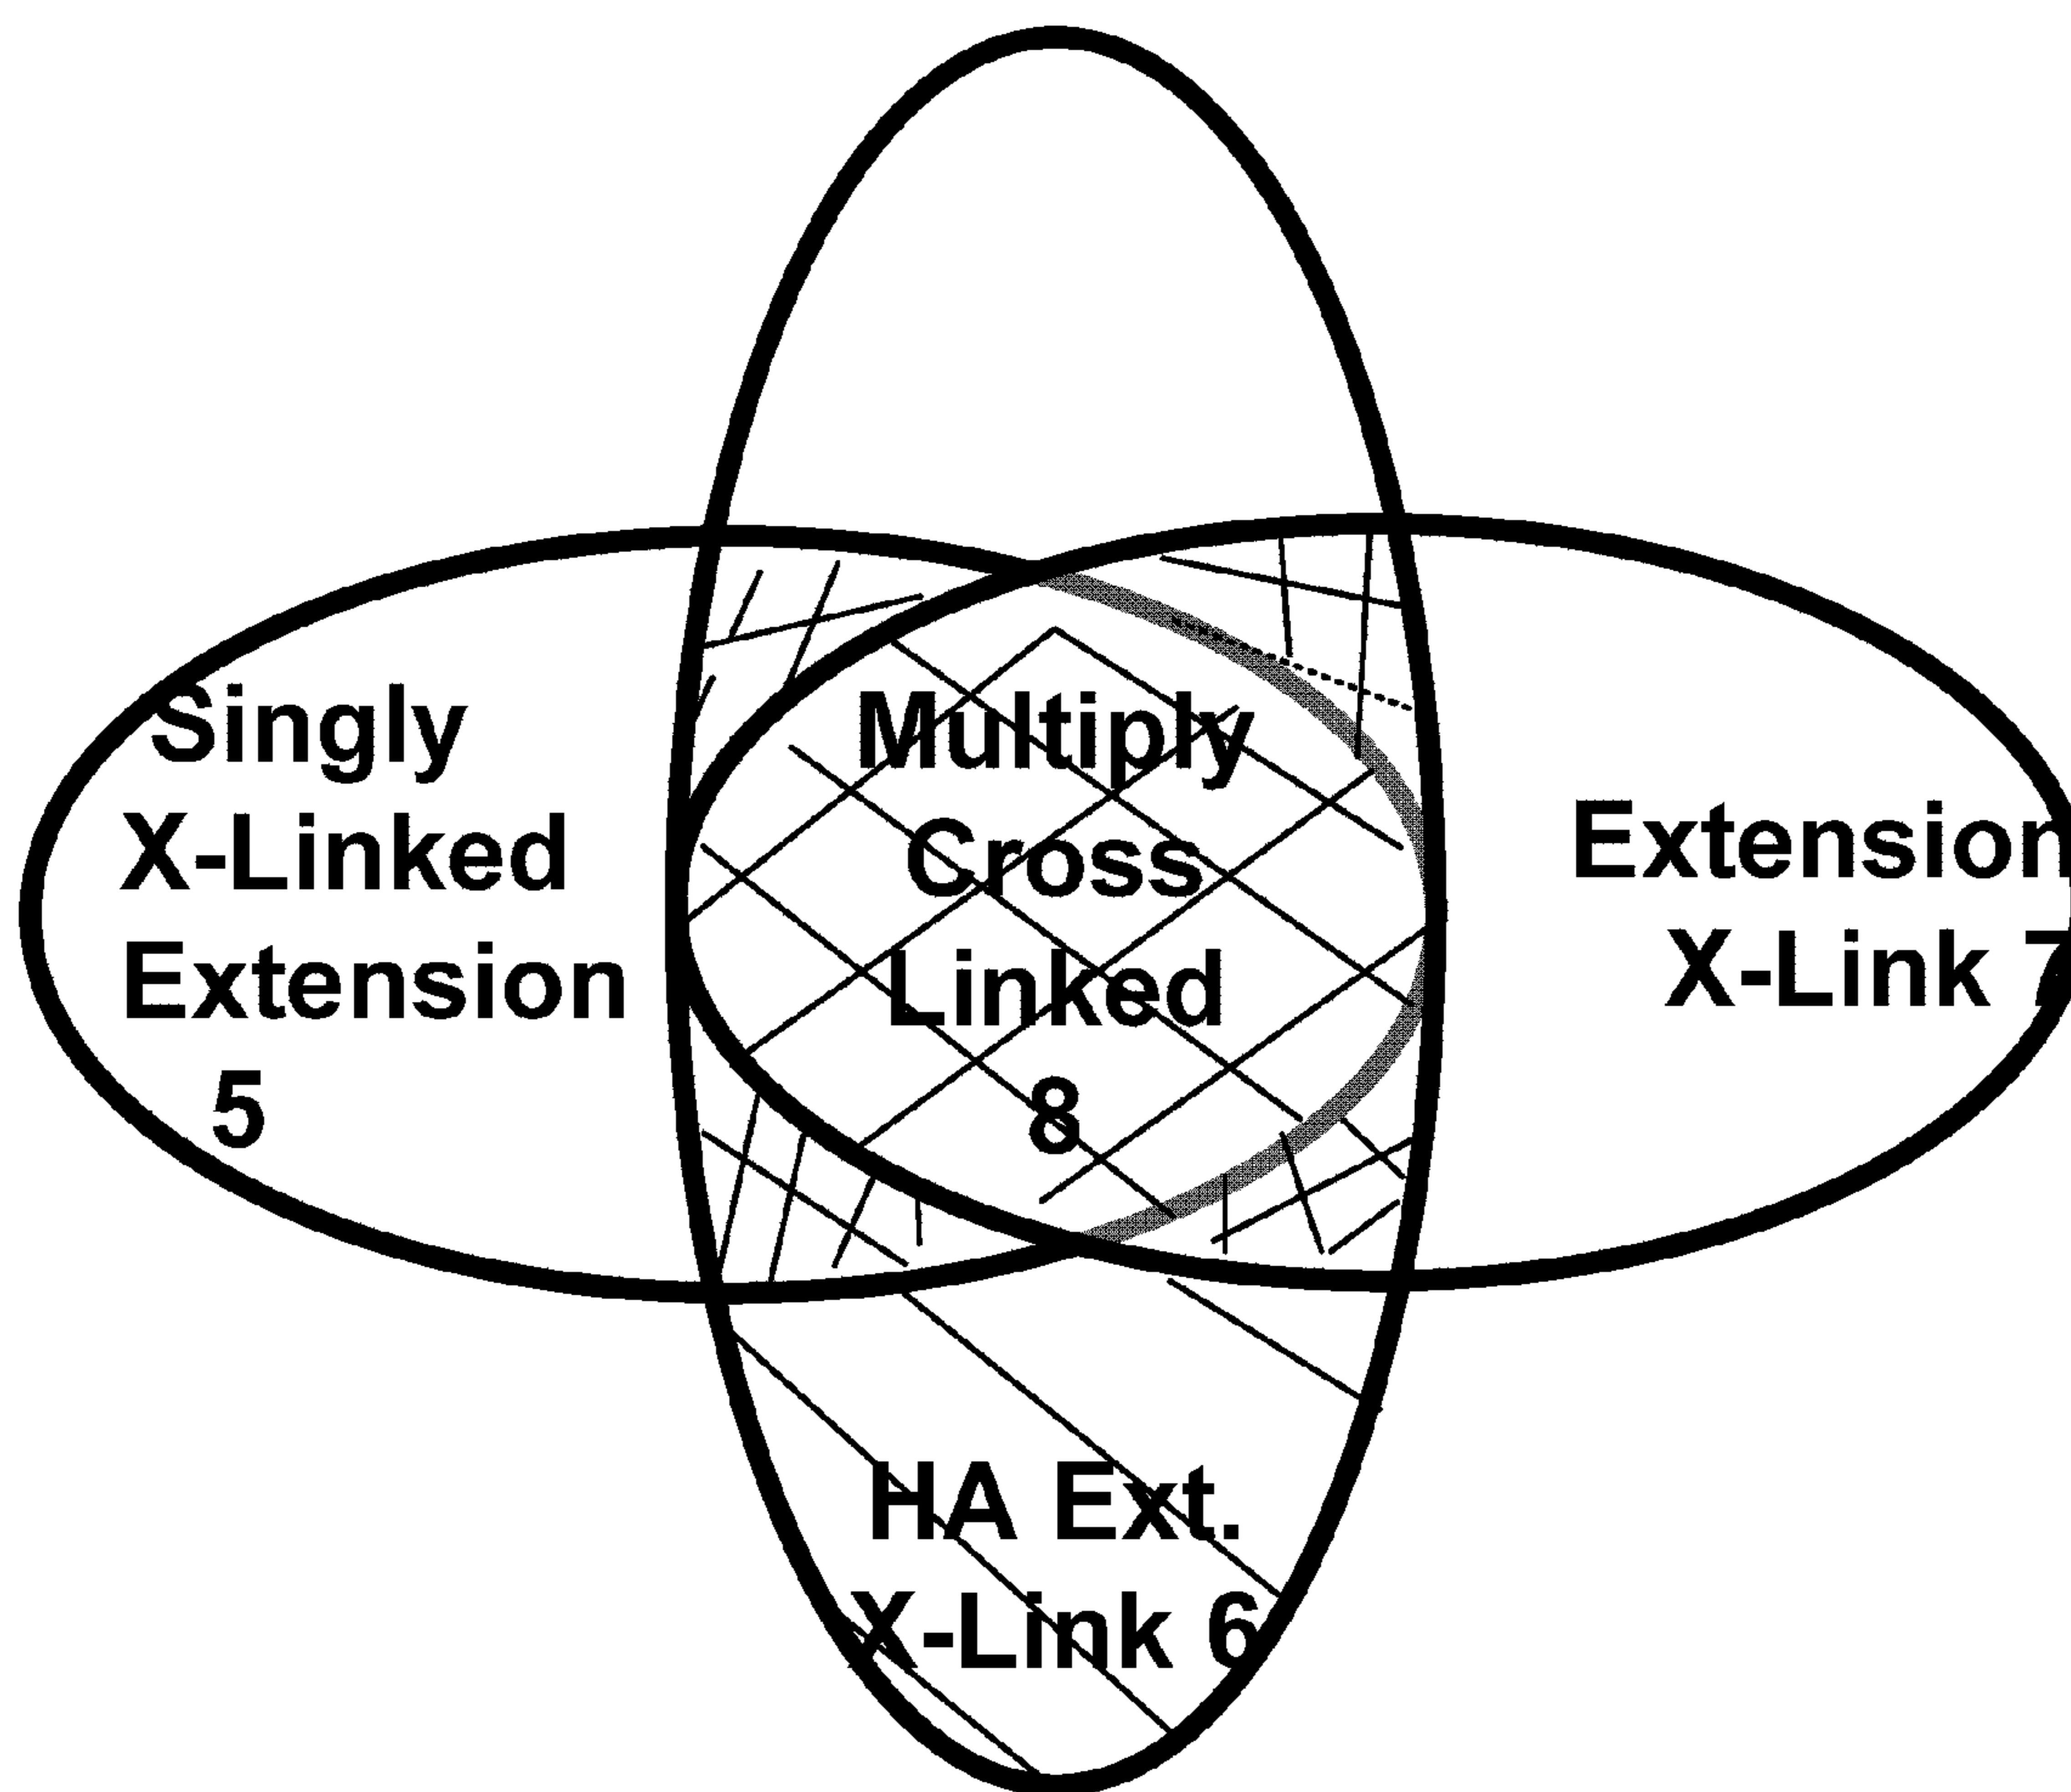 Singly
X-Linked
Extension
5
Multiply
Cross
Linked
8
Extension
X-Link 7
HA Ext.
X-Link 6